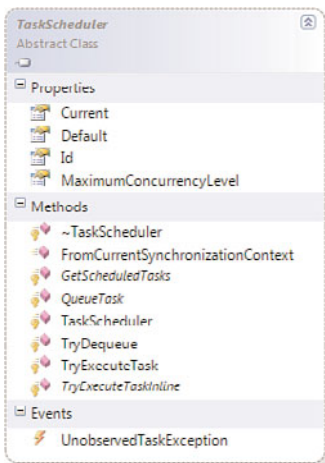 TaskScheduler
Abstract Class
Properties
Current
Default
Id
MaximumConcurrencyLevel
Methods
~TaskScheduler
FromCurrentSynchronizationContext
GetScheduledTasks
QueueTask
TaskScheduler
TryDequeue
TryExecuteTask
TryExecuteTaskInline
Events
UnobservedTaskException